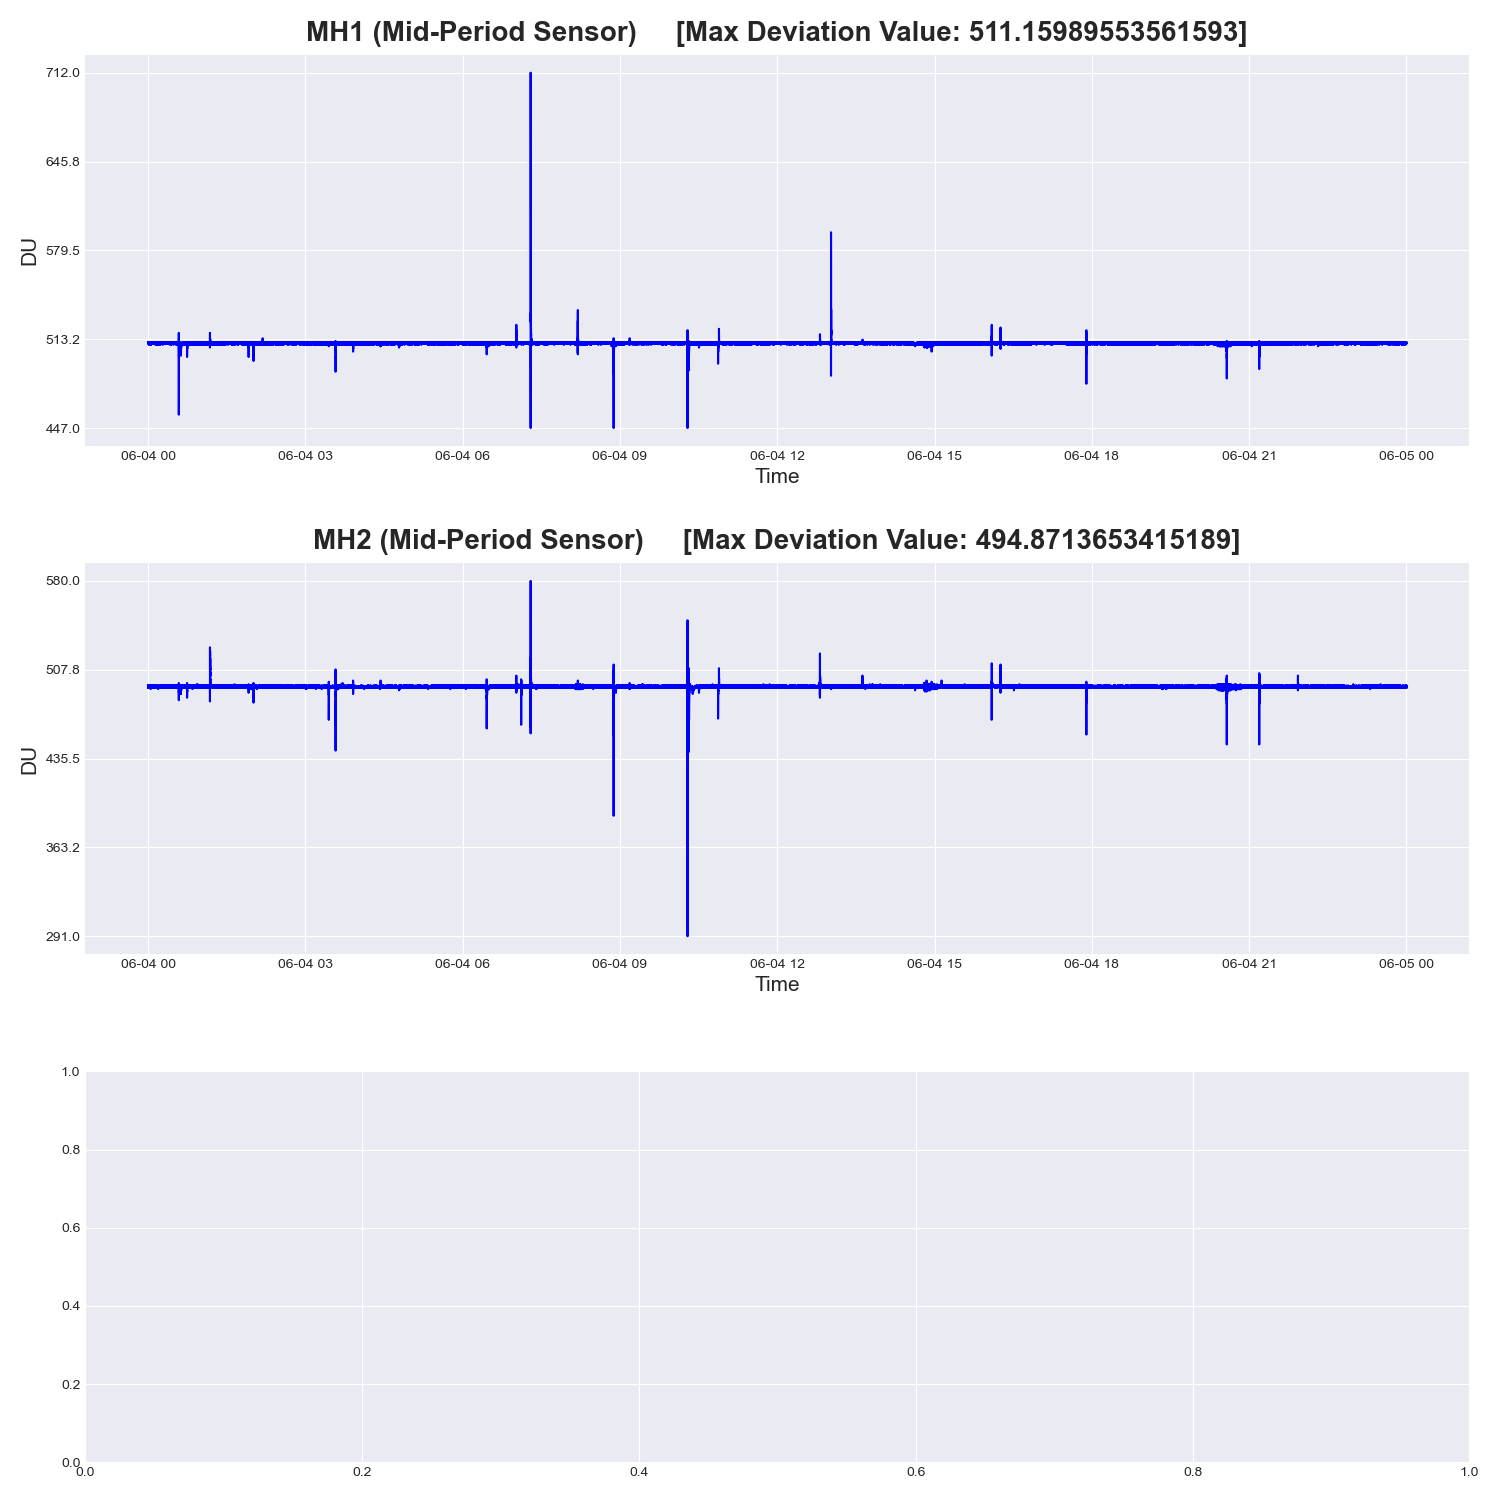 MH1 (Mid-Period Sensor) [Max Deviation Value: 511.15989553561593]
712.0
645.8
579.5
513.2
447.0
DU
06-04 00 06-04 03 06-04 06 06-04 09 06-04 12 06-04 15 06-04 18 06-04 21 06-05 00
Time
MH2 (Mid-Period Sensor) [Max Deviation Value: 494.8713653415189]
580.0
507.8
435.5
363.2
291.0
DU
06-04 00 06-04 03 06-04 06 06-04 09 06-04 12 06-04 15 06-04 18 06-04 21 06-05 00
Time
1.0
0.8
0.6
0.4
0.2
0.0
0.0 0.2 0.4 0.6 0.8 1.0